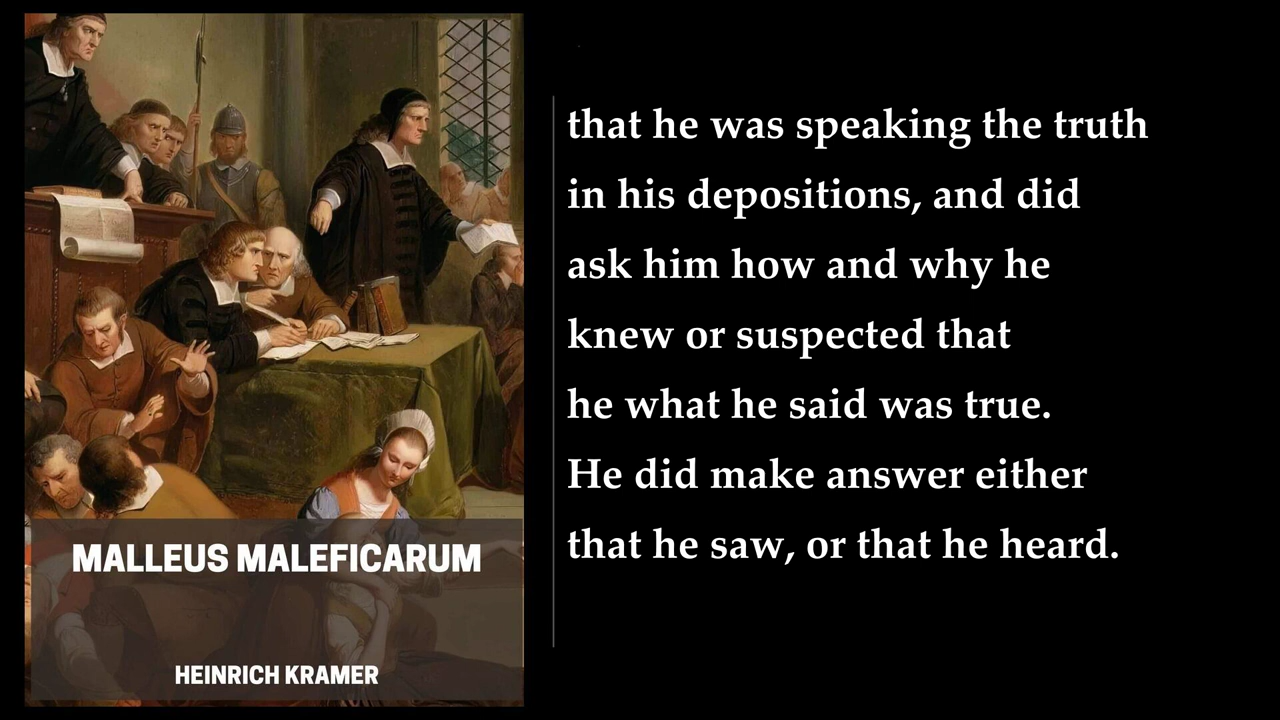 MALLEUS MALEFICARUM
HEINRICH KRAMER
that he was speaking the truth
in his depositions, and did
ask him how and why he
knew or suspected that
he what he said was true.
He did make answer either
that he saw, or that he heard.